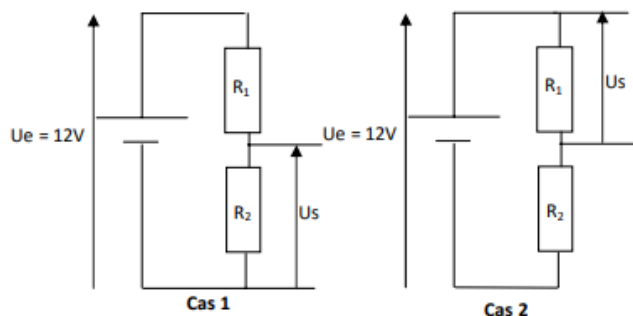 R₁
Ue = 12V
R₂
Us
Cas 1
Us
R₁
Ue = 12V
R₂
Cas 2